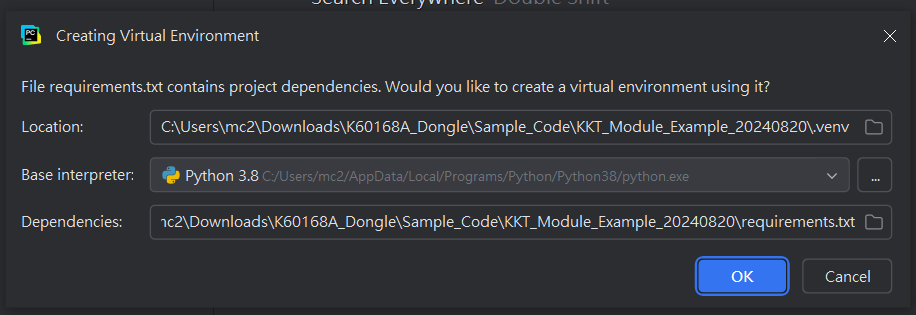 Search Everywhere Double Shift
PC
Creating Virtual Environment
File requirements.txt contains project dependencies. Would you like to create a virtual environment using it?
Location: C:\Users\mc2\Downloads\K60168A_Dongle\Sample_Code\KKT_Module_Example_20240820\.venv
Base interpreter: Python 3.8 C:/Users/mc2/AppData/Local/Programs/Python/Python38/python.exe ...
Dependencies: mc2\Downloads\K60168A_Dongle\Sample_Code\KKT_Module_Example_20240820\requirements.txt
OK Cancel